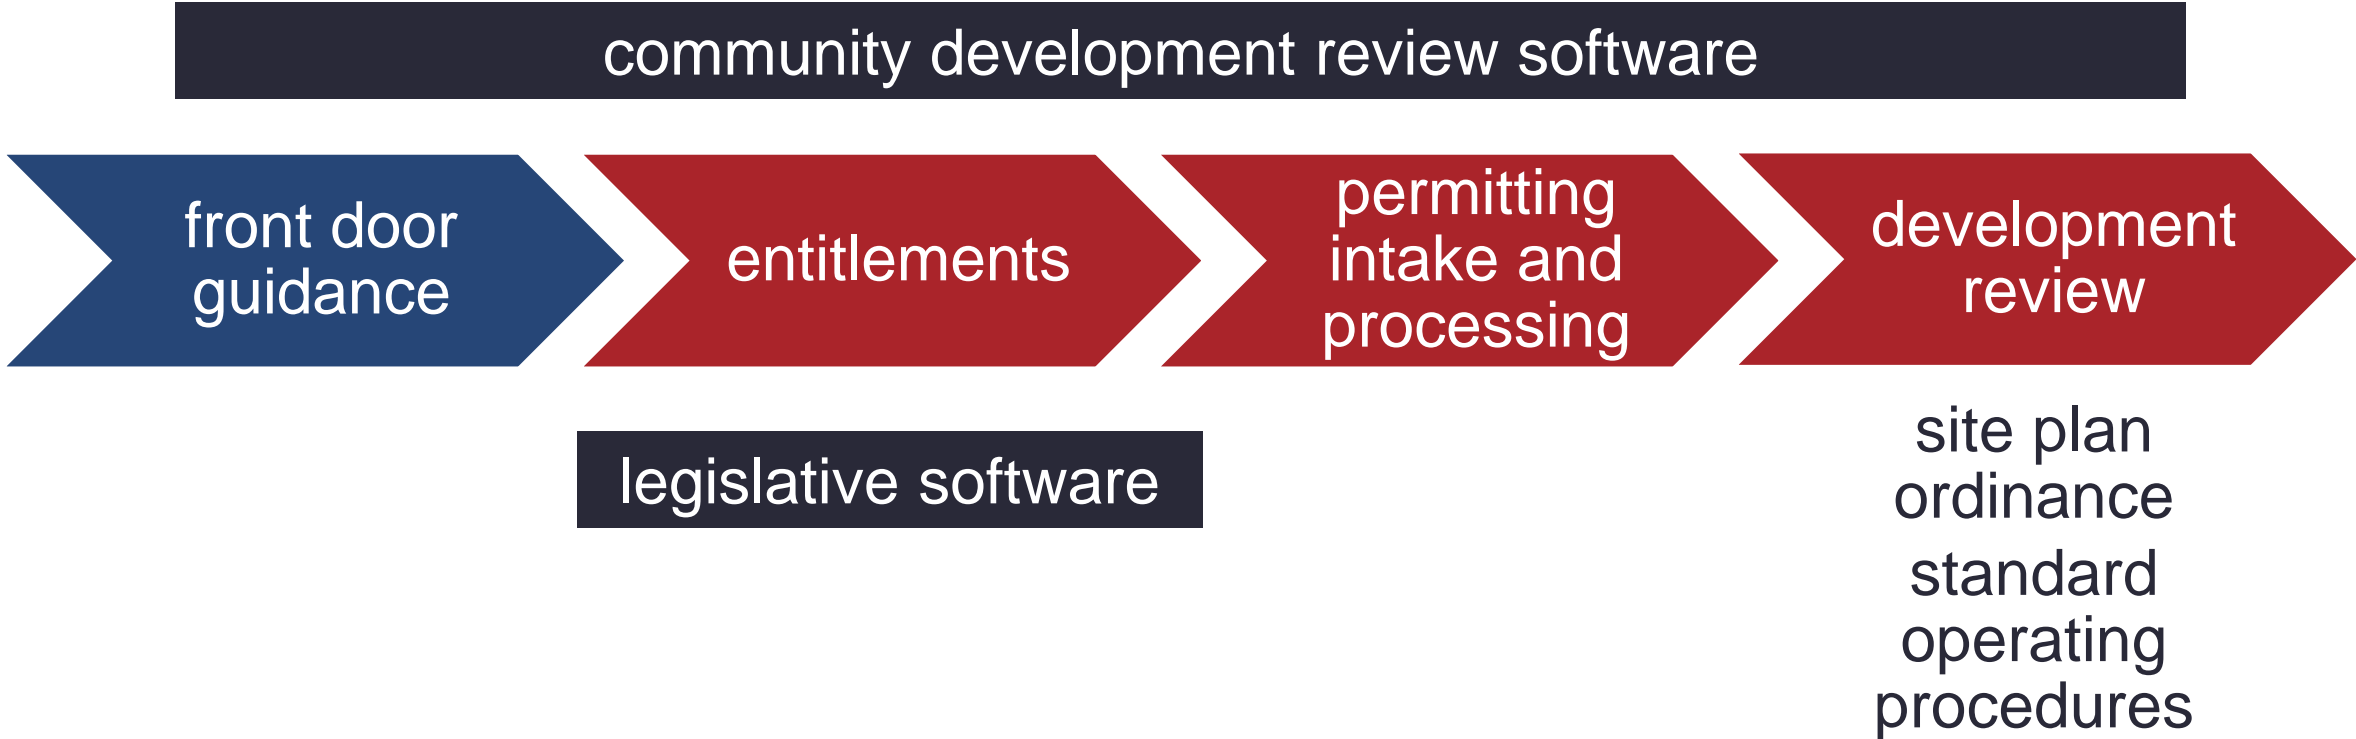 community development review software
front door
guidance
entitlements
permitting
intake and
processing
development
review
legislative software
site plan
ordinance
standard
operating
procedures